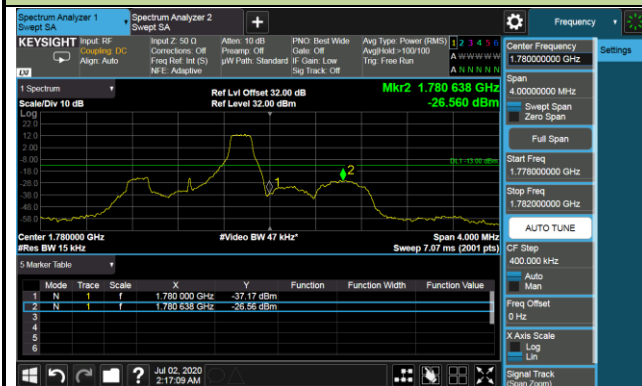 Spectrum Analyzer 1
Swept SA
Spectrum Analyzer 2
Swept SA
+
Frequency
KEYSIGHT
Input: RF
Coupling: DC
Align: Auto
Input Z: 50 Ω
Corrections: Off
Freq Ref: Int (S)
NFE: Adaptive
Atten: 10 dB
Preamp: Off
µW Path: Standard
PNO: Best Wide
Gate: Off
IF Gain: Low
Sig Track: Off
Avg Type: Power (RMS)
Avg|Hold:>100/100
Trig: Free Run
1 2 3 4 5 6
A W W W W W
A N N N N N
LXI
1 Spectrum
Scale/Div 10 dB
Ref Lvl Offset 32.00 dB
Ref Level 32.00 dBm
Mkr2 1.780 638 GHz
-26.560 dBm
Log
22.0
12.0
2.00
-8.00
-18.0
-28.0
-38.0
-48.0
-58.0
DL1 -13.00 dBm
1
2
Center 1.780000 GHz
#Res BW 15 kHz
#Video BW 47 kHz*
Span 4.000 MHz
Sweep 7.07 ms (2001 pts)
5 Marker Table
Mode Trace Scale X Y Function Function Width Function Value
1 N 1 f 1.780 000 GHz -37.17 dBm
2 N 1 f 1.780 638 GHz -26.56 dBm
3
4
5
6
Jul 02, 2020
2:17:09 AM
?
Center Frequency
1.780000000 GHz
Settings
Span
4.00000000 MHz
Swept Span
Zero Span
Full Span
Start Freq
1.778000000 GHz
Stop Freq
1.782000000 GHz
AUTO TUNE
CF Step
400.000 kHz
Auto
Man
Freq Offset
0 Hz
X Axis Scale
Log
Lin
Signal Track
(Span Zoom)